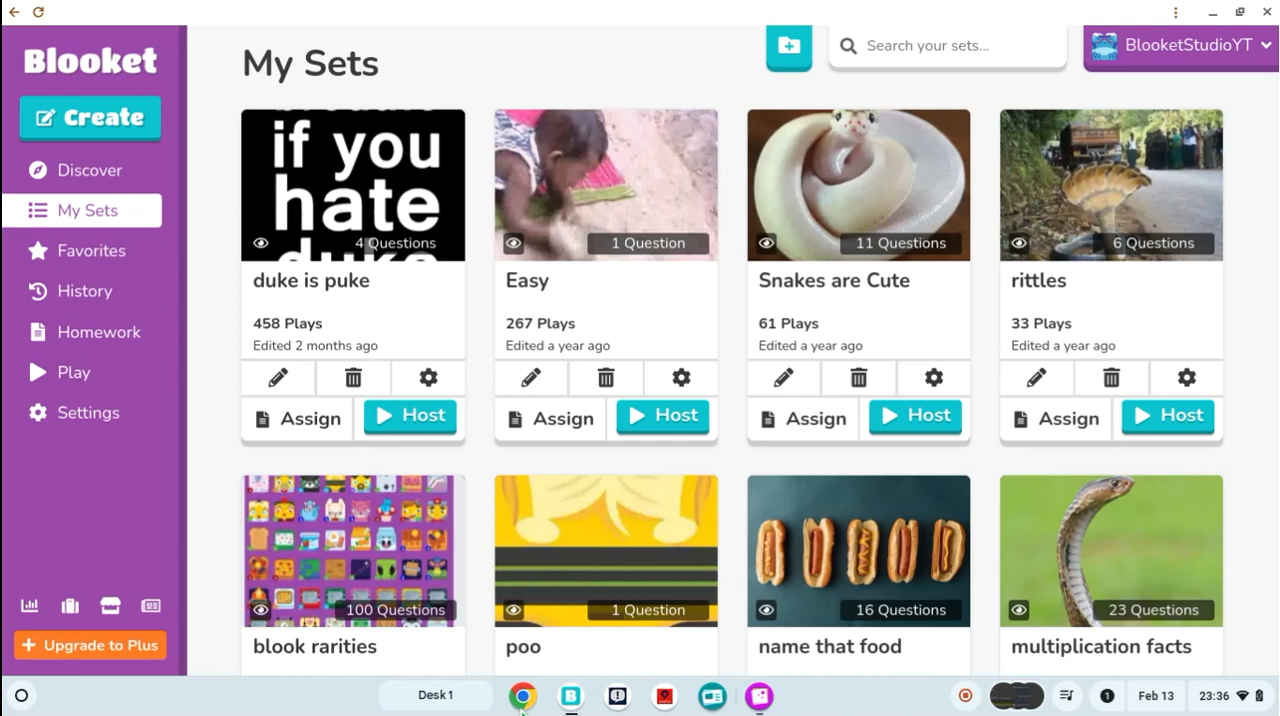 Blooket
Create
Discover
My Sets
Favorites
History
Homework
Play
Settings
Upgrade to Plus
My Sets
Search your sets...
BlooketStudioYT
if you
hate
4 Questions
duke is puke
458 Plays
Edited 2 months ago
Assign
Host
1 Question
Easy
267 Plays
Edited a year ago
Assign
Host
11 Questions
Snakes are Cute
61 Plays
Edited a year ago
Assign
Host
6 Questions
rittles
33 Plays
Edited a year ago
Assign
Host
100 Questions
blook rarities
1 Question
poo
16 Questions
name that food
23 Questions
multiplication facts
Desk 1
1
Feb 13
23:36